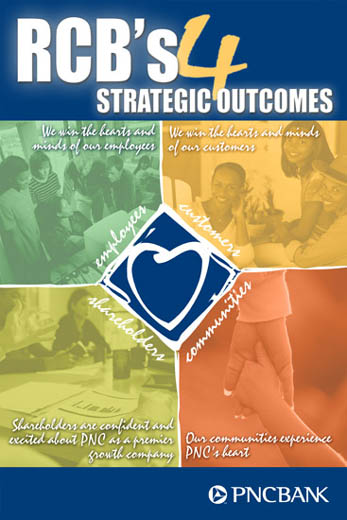 RCB's 4
STRATEGIC OUTCOMES
We win the hearts and
minds of our employees
We win the hearts and minds
of our customers
employees
customers
shareholders
communities
Shareholders are confident and
excited about PNC as a premier
growth company
Our communities experience
PNC's heart
PNCBANK